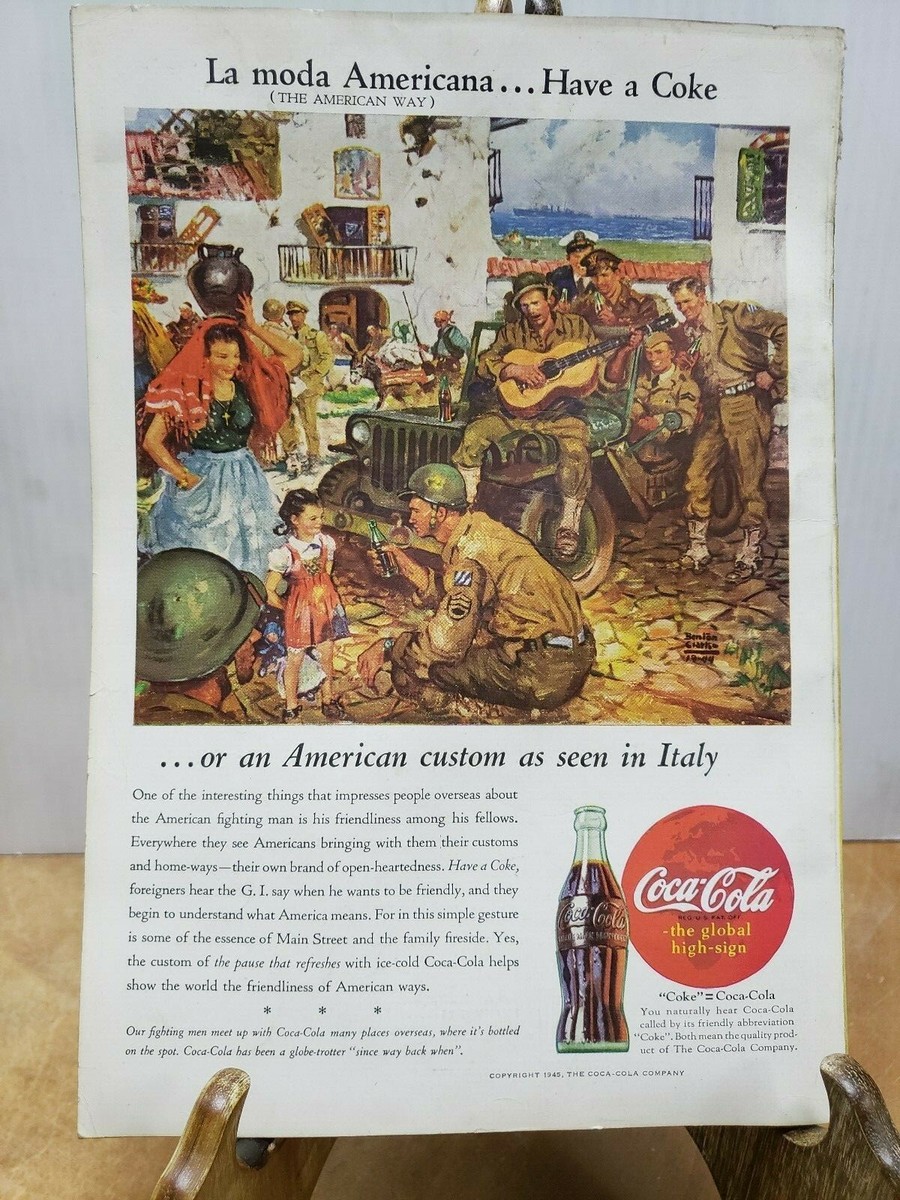 La moda Americana...Have a Coke
(THE AMERICAN WAY)
Benton
Clark
1944
...or an American custom as seen in Italy
One of the interesting things that impresses people overseas about
the American fighting man is his friendliness among his fellows.
Everywhere they see Americans bringing with them their customs
and home-ways—their own brand of open-heartedness. Have a Coke,
foreigners hear the G. I. say when he wants to be friendly, and they
begin to understand what America means. For in this simple gesture
is some of the essence of Main Street and the family fireside. Yes,
the custom of the pause that refreshes with ice-cold Coca-Cola helps
show the world the friendliness of American ways.
* * *
Our fighting men meet up with Coca-Cola many places overseas, where it's bottled
on the spot. Coca-Cola has been a globe-trotter "since way back when".
Coca-Cola
Coca-Cola
REG. U. S. PAT. OFF.
-the global
high-sign
"Coke"=Coca-Cola
You naturally hear Coca-Cola
called by its friendly abbreviation
"Coke". Both mean the quality prod-
uct of The Coca-Cola Company.
COPYRIGHT 1945, THE COCA-COLA COMPANY